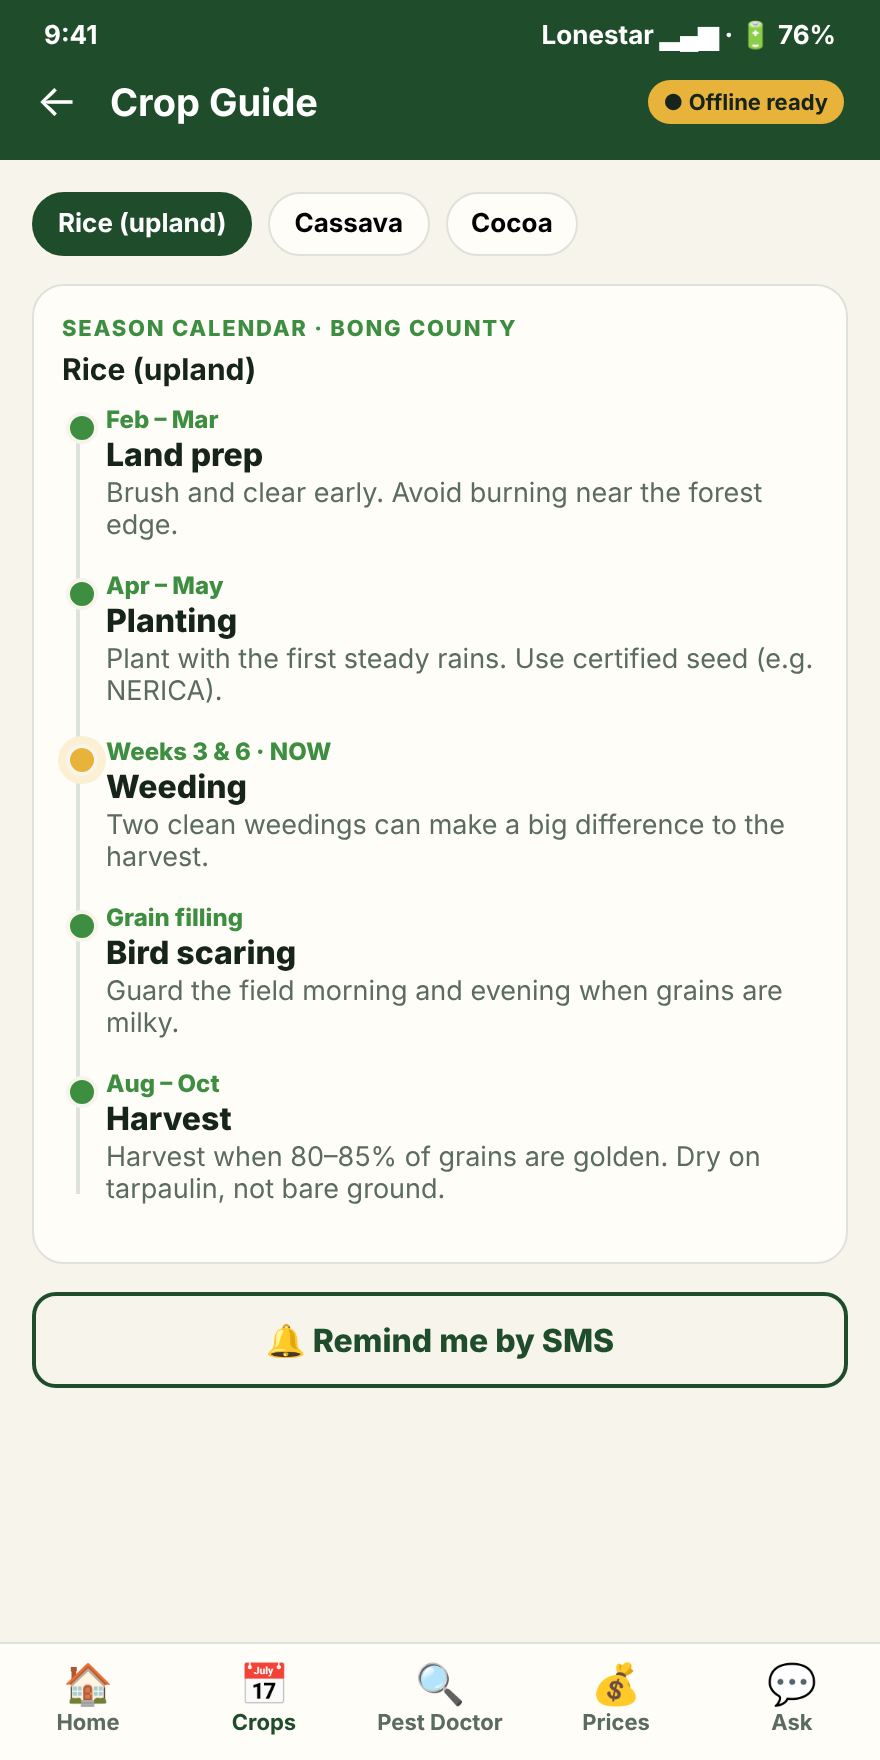 9:41
Lonestar ▂▄▆ · 🔋 76%
← Crop Guide
● Offline ready
Rice (upland)
Cassava
Cocoa
SEASON CALENDAR · BONG COUNTY
Rice (upland)
Feb – Mar
Land prep
Brush and clear early. Avoid burning near the forest
edge.
Apr – May
Planting
Plant with the first steady rains. Use certified seed (e.g.
NERICA).
Weeks 3 & 6 · NOW
Weeding
Two clean weedings can make a big difference to the
harvest.
Grain filling
Bird scaring
Guard the field morning and evening when grains are
milky.
Aug – Oct
Harvest
Harvest when 80–85% of grains are golden. Dry on
tarpaulin, not bare ground.
🔔 Remind me by SMS
July
17
Home
Crops
Pest Doctor
Prices
Ask